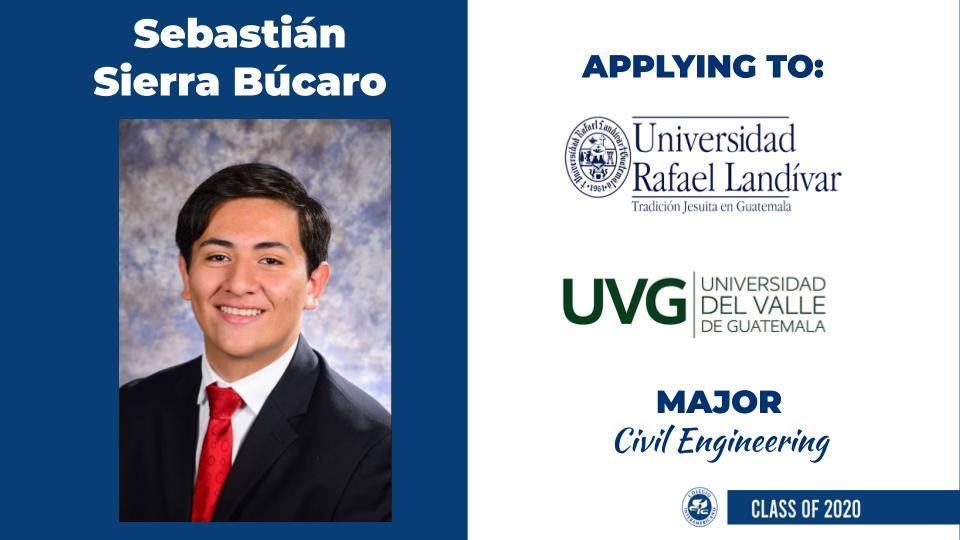 Sebastián
Sierra Búcaro
APPLYING TO:
Universidad
Rafael Landívar
Tradición Jesuita en Guatemala
UVG
UNIVERSIDAD
DEL VALLE
DE GUATEMALA
MAJOR
Civil Engineering
CLASS OF 2020